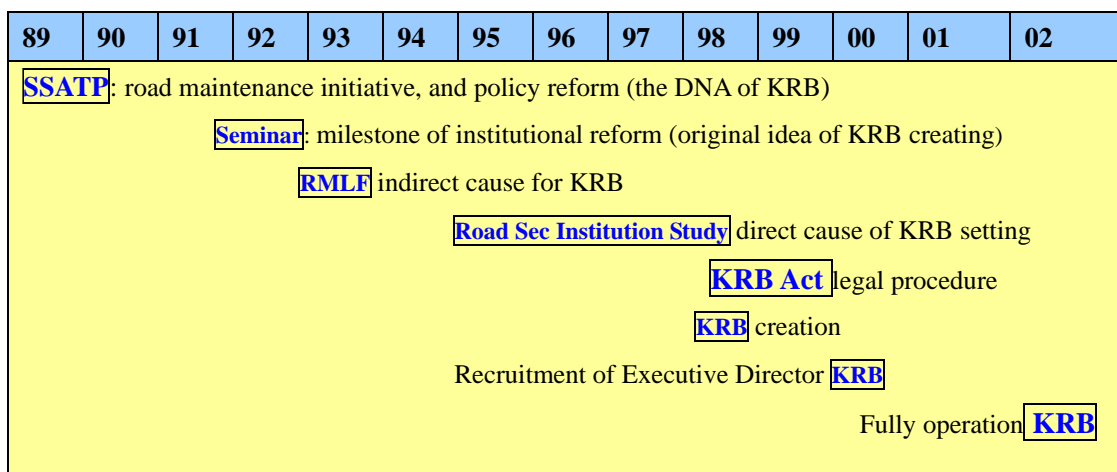 89 90 91 92 93 94 95 96 97 98 99 00 01 02
SSATP: road maintenance initiative, and policy reform (the DNA of KRB)
Seminar: milestone of institutional reform (original idea of KRB creating)
RMLF indirect cause for KRB
Road Sec Institution Study direct cause of KRB setting
KRB Act legal procedure
KRB creation
Recruitment of Executive Director KRB
Fully operation KRB